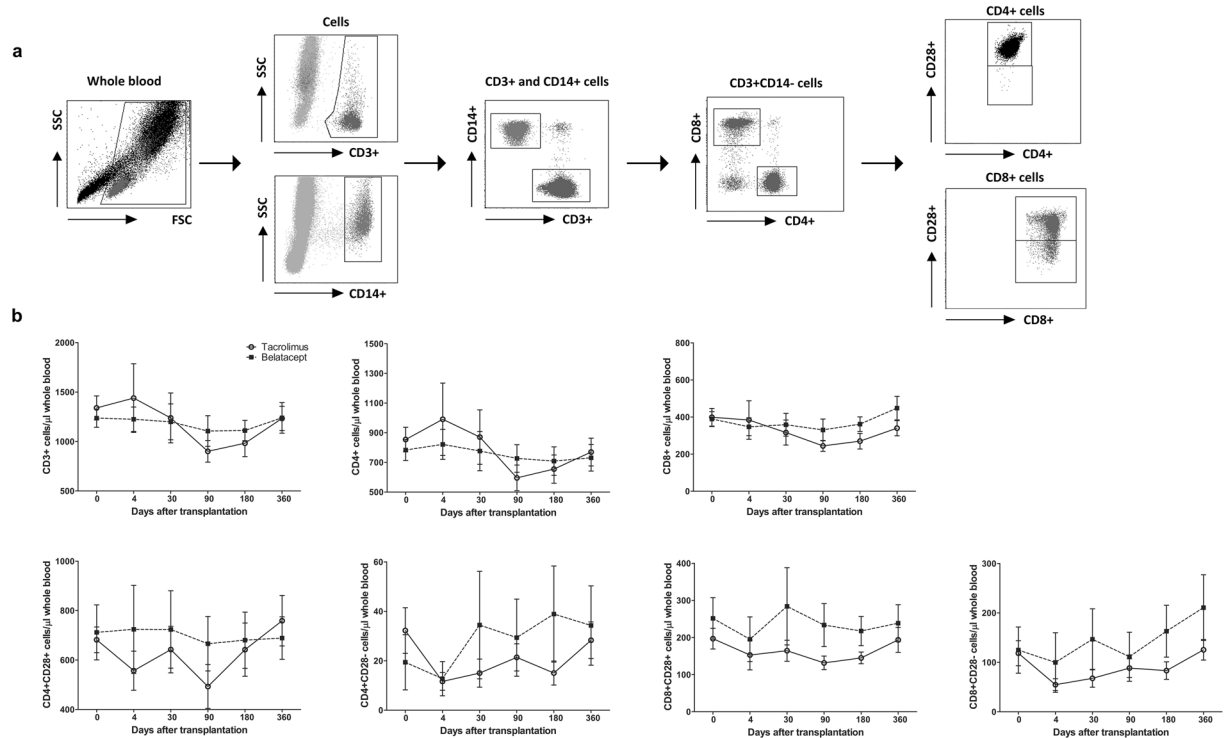 a
Whole blood
SSC
FSC
Cells
SSC
CD3+
SSC
CD14+
CD3+ and CD14+ cells
CD14+
CD3+
CD3+CD14- cells
CD8+
CD4+
CD4+ cells
CD28+
CD4+
CD8+ cells
CD28+
CD8+
b
Tacrolimus
Belatacept
CD3+ cells/µl whole blood
2000
1500
1000
500
0 4 30 90 180 360
Days after transplantation
CD4+ cells/µl whole blood
1500
1300
1100
900
700
500
0 4 30 90 180 360
Days after transplantation
CD8+ cells/µl whole blood
800
600
400
200
0
0 4 30 90 180 360
Days after transplantation
CD4+CD28+ cells/µl whole blood
1000
800
600
400
0 4 30 90 180 360
Days after transplantation
CD4+CD28- cells/µl whole blood
60
40
20
0
0 4 30 90 180 360
Days after transplantation
CD8+CD28+ cells/µl whole blood
400
300
200
100
0
0 4 30 90 180 360
Days after transplantation
CD8+CD28- cells/µl whole blood
300
200
100
0
0 4 30 90 180 360
Days after transplantation